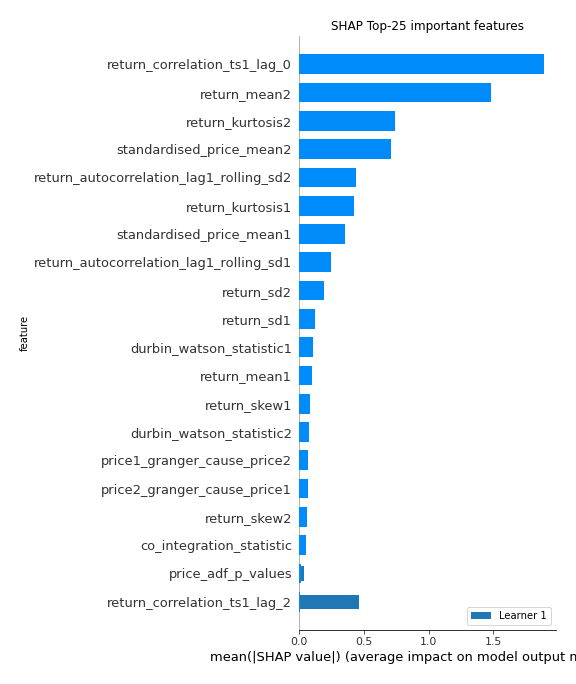 SHAP Top-25 important features
return_correlation_ts1_lag_0
return_mean2
return_kurtosis2
standardised_price_mean2
return_autocorrelation_lag1_rolling_sd2
return_kurtosis1
standardised_price_mean1
return_autocorrelation_lag1_rolling_sd1
return_sd2
return_sd1
durbin_watson_statistic1
return_mean1
return_skew1
durbin_watson_statistic2
price1_granger_cause_price2
price2_granger_cause_price1
return_skew2
co_integration_statistic
price_adf_p_values
return_correlation_ts1_lag_2
feature
Learner 1
0.0 0.5 1.0 1.5
mean(|SHAP value|) (average impact on model output